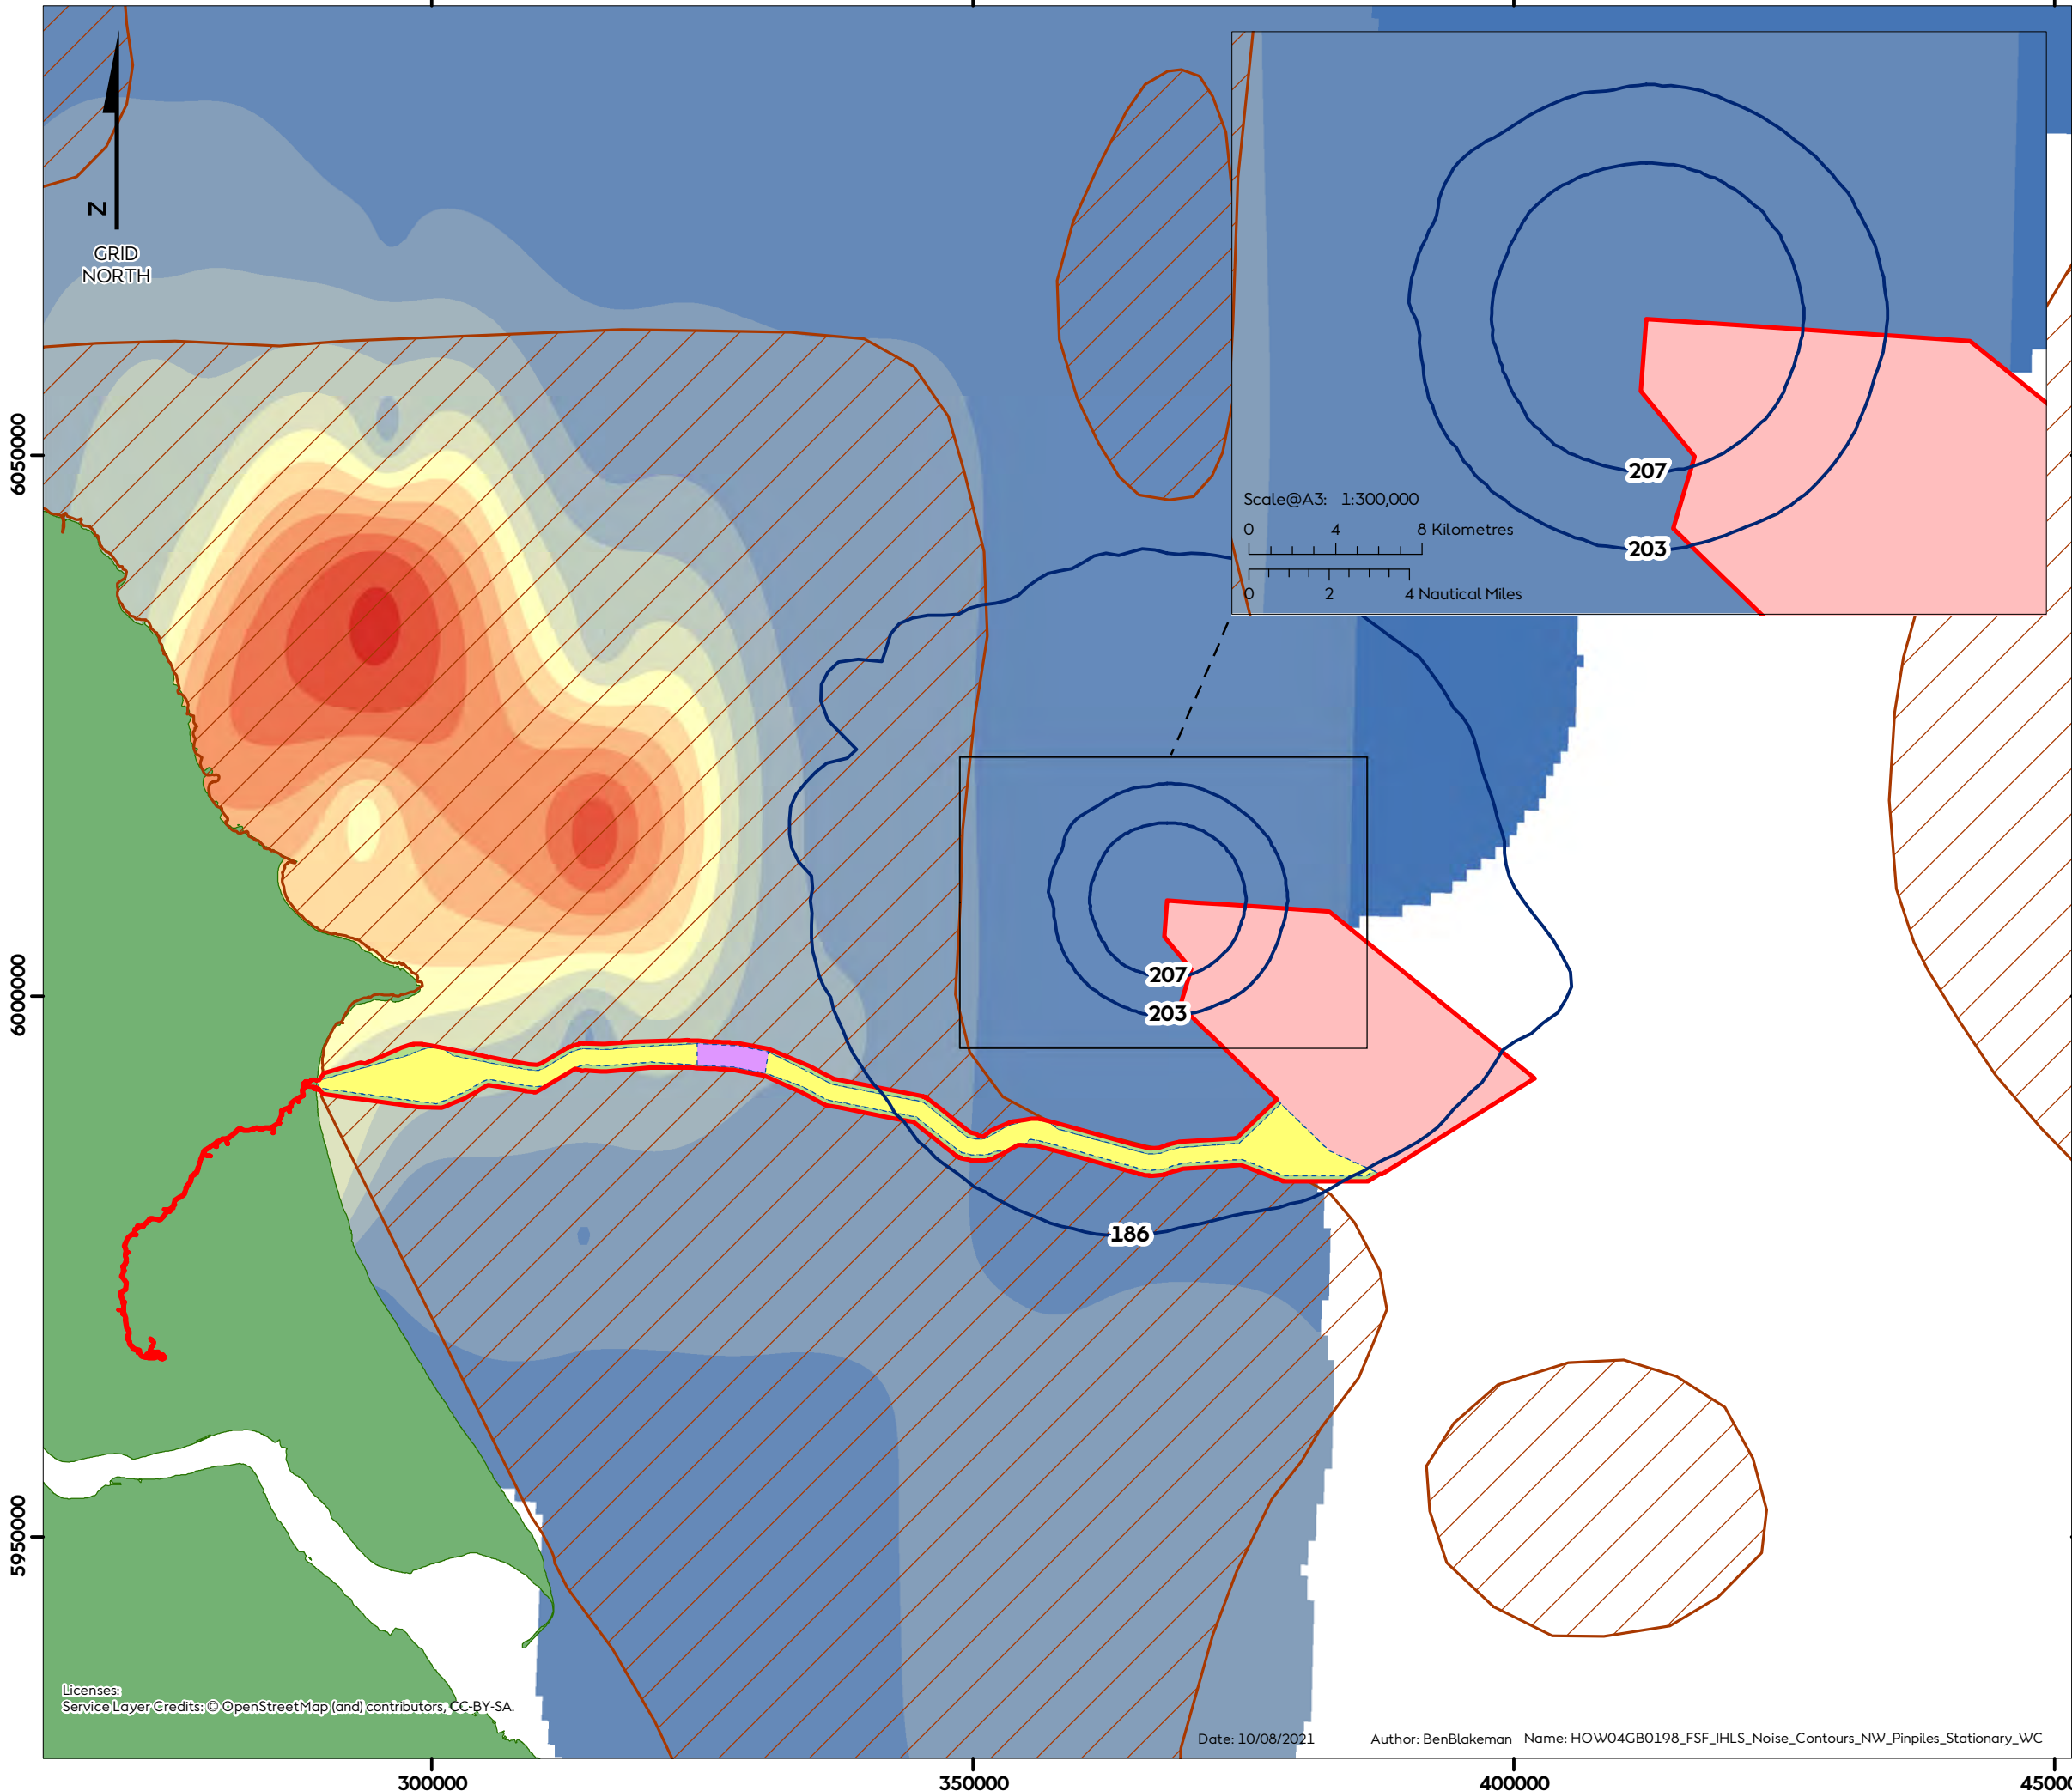 N
GRID
NORTH
207
203
Scale@A3: 1:300,000
0 4 8 Kilometres
0 2 4 Nautical Miles
6050000
6000000
5950000
207
203
186
Licenses:
Service Layer Credits: © OpenStreetMap (and) contributors, CC-BY-SA.
Date: 10/08/2021 Author: BenBlakeman Name: HOW04GB0198_FSF_IHLS_Noise_Contours_NW_Pinpiles_Stationary_WC
300000 350000 400000